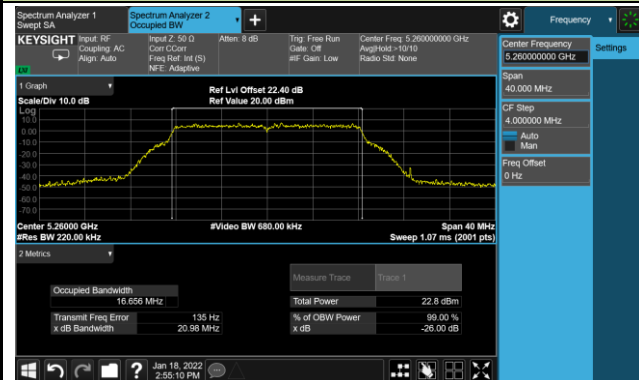 Spectrum Analyzer 1
Swept SA
Spectrum Analyzer 2
Occupied BW
Frequency
KEYSIGHT
Input: RF
Coupling: AC
Align: Auto
Input Z: 50 Ω
Corr CCorr
Freq Ref: Int (S)
NFE: Adaptive
Atten: 8 dB
Trig: Free Run
Gate: Off
#IF Gain: Low
Center Freq: 5.260000000 GHz
Avg|Hold:>10/10
Radio Std: None
Center Frequency
5.260000000 GHz
Settings
Span
40.000 MHz
CF Step
4.000000 MHz
Auto
Man
Freq Offset
0 Hz
1 Graph
Scale/Div 10.0 dB
Ref Lvl Offset 22.40 dB
Ref Value 20.00 dBm
Log
10.0
0.00
-10.0
-20.0
-30.0
-40.0
-50.0
-60.0
-70.0
Center 5.26000 GHz
#Res BW 220.00 kHz
#Video BW 680.00 kHz
Span 40 MHz
Sweep 1.07 ms (2001 pts)
2 Metrics
Measure Trace
Trace 1
Occupied Bandwidth
16.656 MHz
Total Power
22.8 dBm
Transmit Freq Error
135 Hz
% of OBW Power
99.00 %
x dB Bandwidth
20.98 MHz
x dB
-26.00 dB
Jan 18, 2022
2:55:10 PM